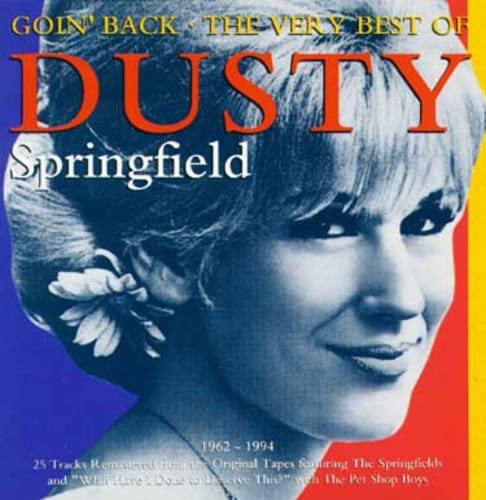 GOIN' BACK · THE VERY BEST OF
DUSTY
Springfield
1962 - 1994
25 Tracks Remastered from the Original Tapes featuring The Springfields
and "What Have I Done to Deserve This?" with The Pet Shop Boys